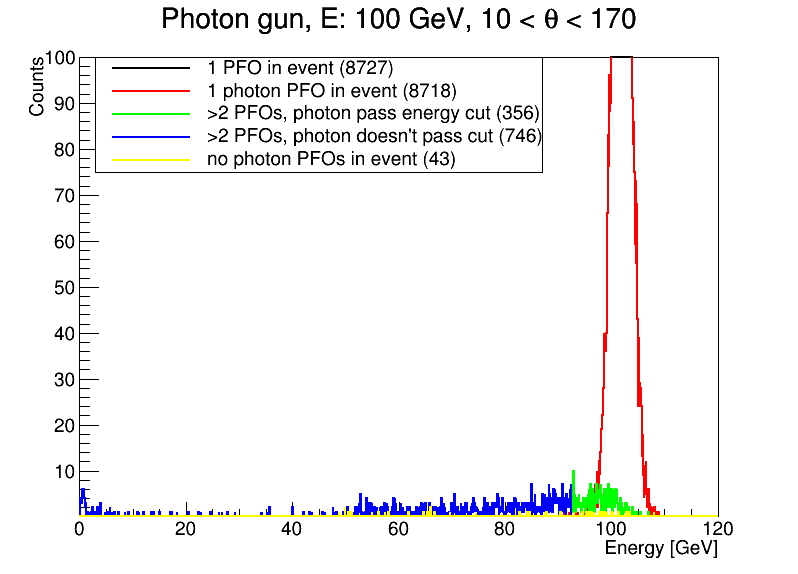 Photon gun, E: 100 GeV, 10 < θ < 170
Counts
1 PFO in event (8727)
1 photon PFO in event (8718)
>2 PFOs, photon pass energy cut (356)
>2 PFOs, photon doesn't pass cut (746)
no photon PFOs in event (43)
100
90
80
70
60
50
40
30
20
10
0 20 40 60 80 100 120
Energy [GeV]